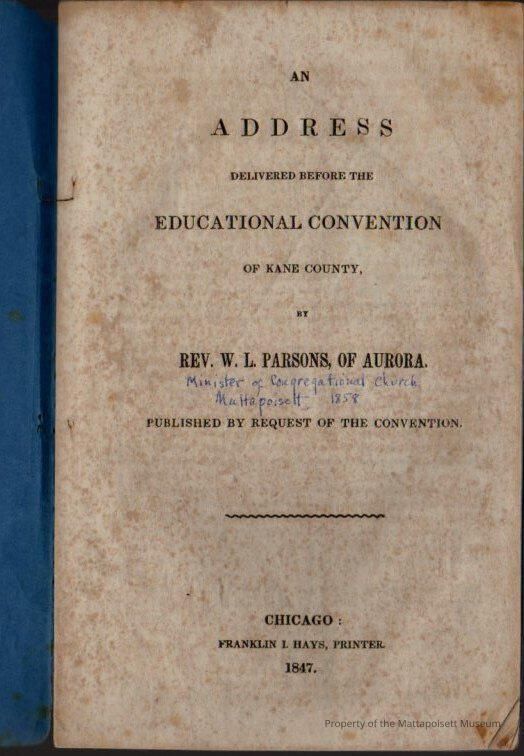 AN
ADDRESS
DELIVERED BEFORE THE
EDUCATIONAL CONVENTION
OF KANE COUNTY,
BY
REV. W. L. PARSONS, OF AURORA.
Minister of Congregational Church
Mattapoisett 1858
PUBLISHED BY REQUEST OF THE CONVENTION.
CHICAGO:
FRANKLIN I. HAYS, PRINTER.
1847.
Property of the Mattapoisett Museum